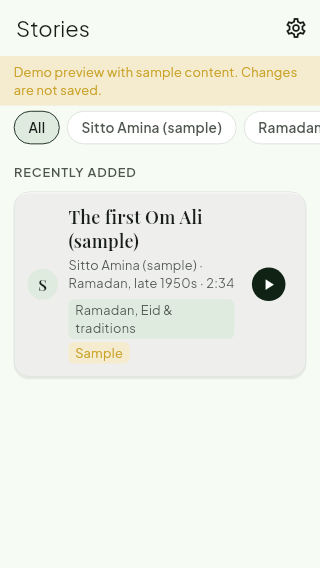 Stories
Demo preview with sample content. Changes
are not saved.
All
Sitto Amina (sample)
Ramadan
RECENTLY ADDED
The first Om Ali
(sample)
S
Sitto Amina (sample) ·
Ramadan, late 1950s · 2:34
Ramadan, Eid &
traditions
Sample